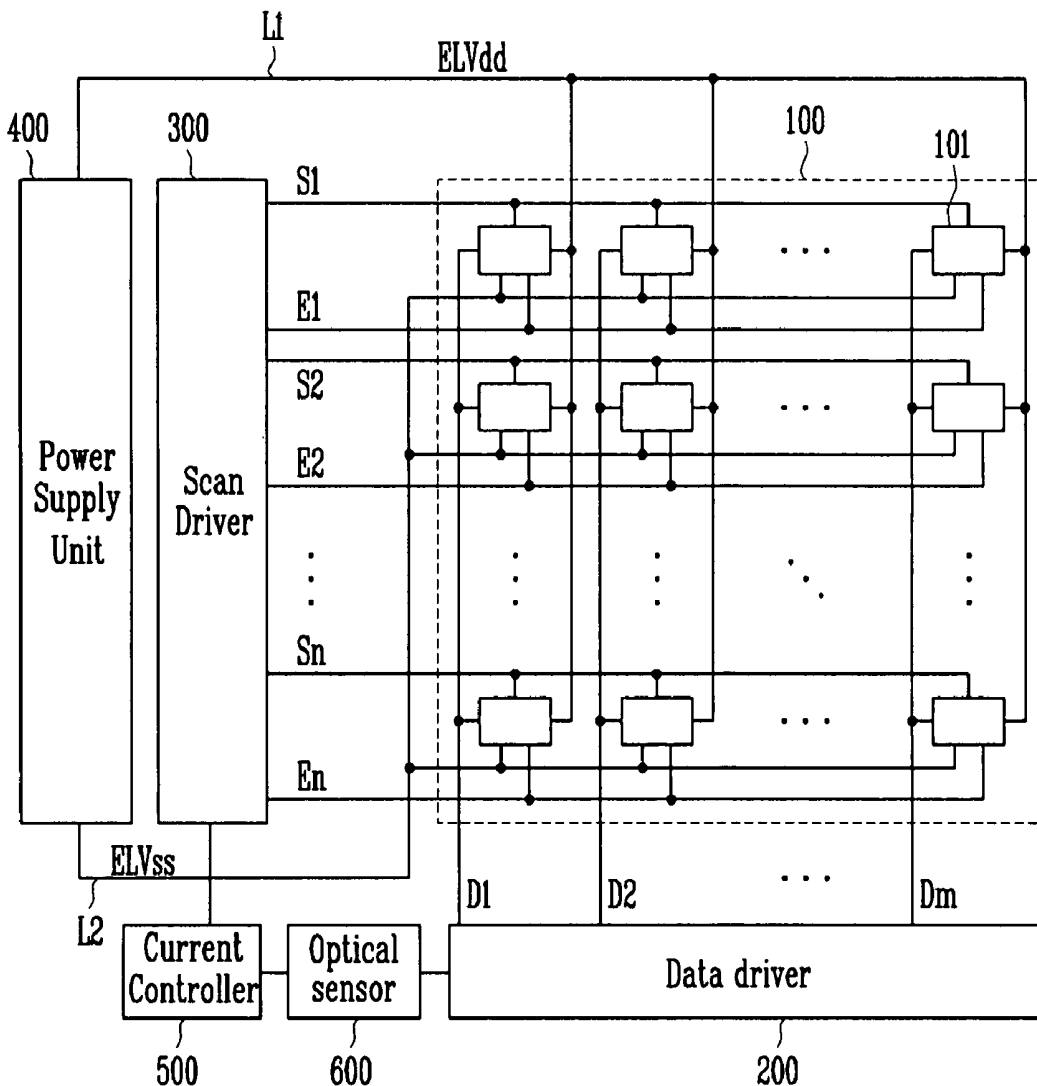 L1
ELVdd
400
300
100
101
S1
E1
S2
E2
Power
Supply
Unit
Scan
Driver
Sn
En
ELVss
L2
D1
D2
Dm
Current
Controller
Optical
sensor
Data driver
500
600
200